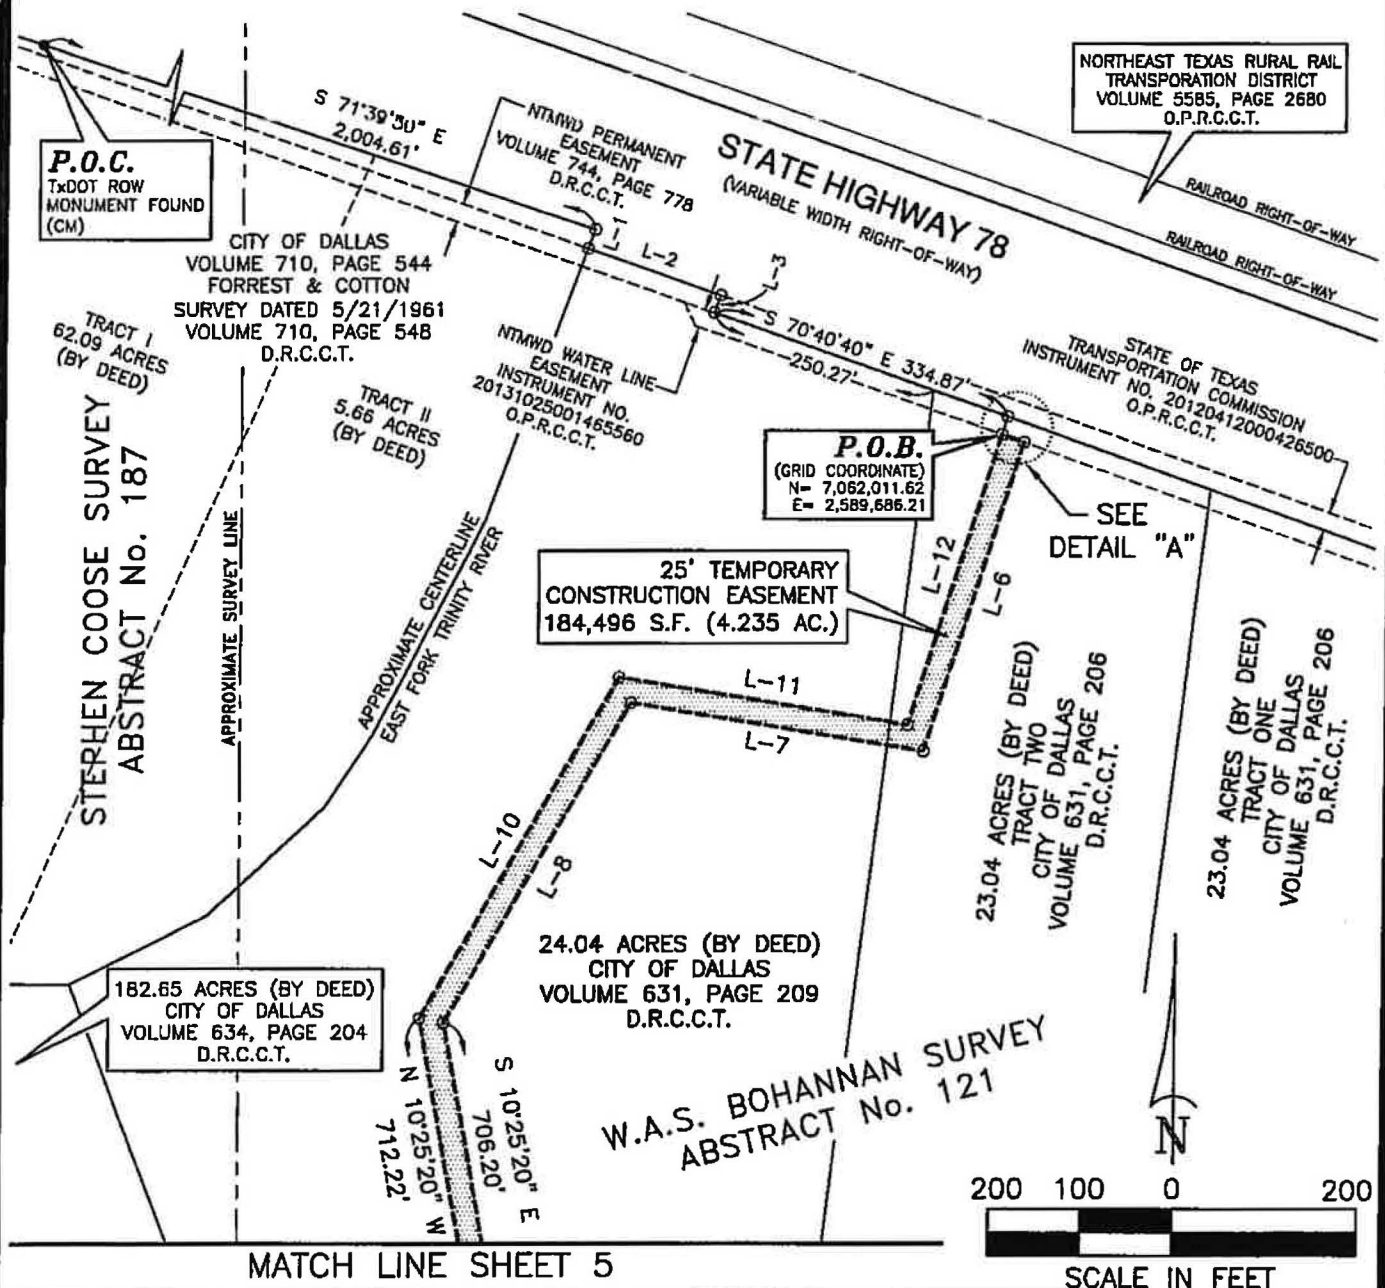 NORTHEAST TEXAS RURAL RAIL
TRANSPORATION DISTRICT
VOLUME 5585, PAGE 2680
O.P.R.C.C.T.
S 71°39'30" E
2,004.61'
NTMWD PERMANENT
EASEMENT
VOLUME 744, PAGE 778
D.R.C.C.T.
STATE HIGHWAY 78
(VARIABLE WIDTH RIGHT-OF-WAY)
RAILROAD RIGHT-OF-WAY
RAILROAD RIGHT-OF-WAY
P.O.C.
TxDOT ROW
MONUMENT FOUND
(CM)
CITY OF DALLAS
VOLUME 710, PAGE 544
FORREST & COTTON
SURVEY DATED 5/21/1961
VOLUME 710, PAGE 548
D.R.C.C.T.
L-1
L-2
L-3
TRACT I
62.09 ACRES
(BY DEED)
TRACT II
5.66 ACRES
(BY DEED)
NTMWD WATER LINE
EASEMENT
INSTRUMENT NO.
20131025001465560
O.P.R.C.C.T.
S 70°40'40" E 334.87'
250.27'
STATE OF TEXAS
TRANSPORTATION COMMISSION
INSTRUMENT NO. 20120412000426500
O.P.R.C.C.T.
P.O.B.
(GRID COORDINATE)
N= 7,062,011.62
E= 2,589,686.21
SEE
DETAIL "A"
STEPHEN COOSE SURVEY
ABSTRACT No. 187
APPROXIMATE SURVEY LINE
APPROXIMATE CENTERLINE
EAST FORK TRINITY RIVER
25' TEMPORARY
CONSTRUCTION EASEMENT
184,496 S.F. (4.235 AC.)
L-12
L-6
L-11
L-7
L-10
L-8
23.04 ACRES (BY DEED)
TRACT TWO
CITY OF DALLAS
VOLUME 631, PAGE 206
D.R.C.C.T.
23.04 ACRES (BY DEED)
TRACT ONE
CITY OF DALLAS
VOLUME 631, PAGE 206
D.R.C.C.T.
24.04 ACRES (BY DEED)
CITY OF DALLAS
VOLUME 631, PAGE 209
D.R.C.C.T.
182.65 ACRES (BY DEED)
CITY OF DALLAS
VOLUME 634, PAGE 204
D.R.C.C.T.
N 10°25'20" W
712.22'
S 10°25'20" E
706.20'
W.A.S. BOHANNAN SURVEY
ABSTRACT No. 121
N
200 100 0 200
SCALE IN FEET
MATCH LINE SHEET 5